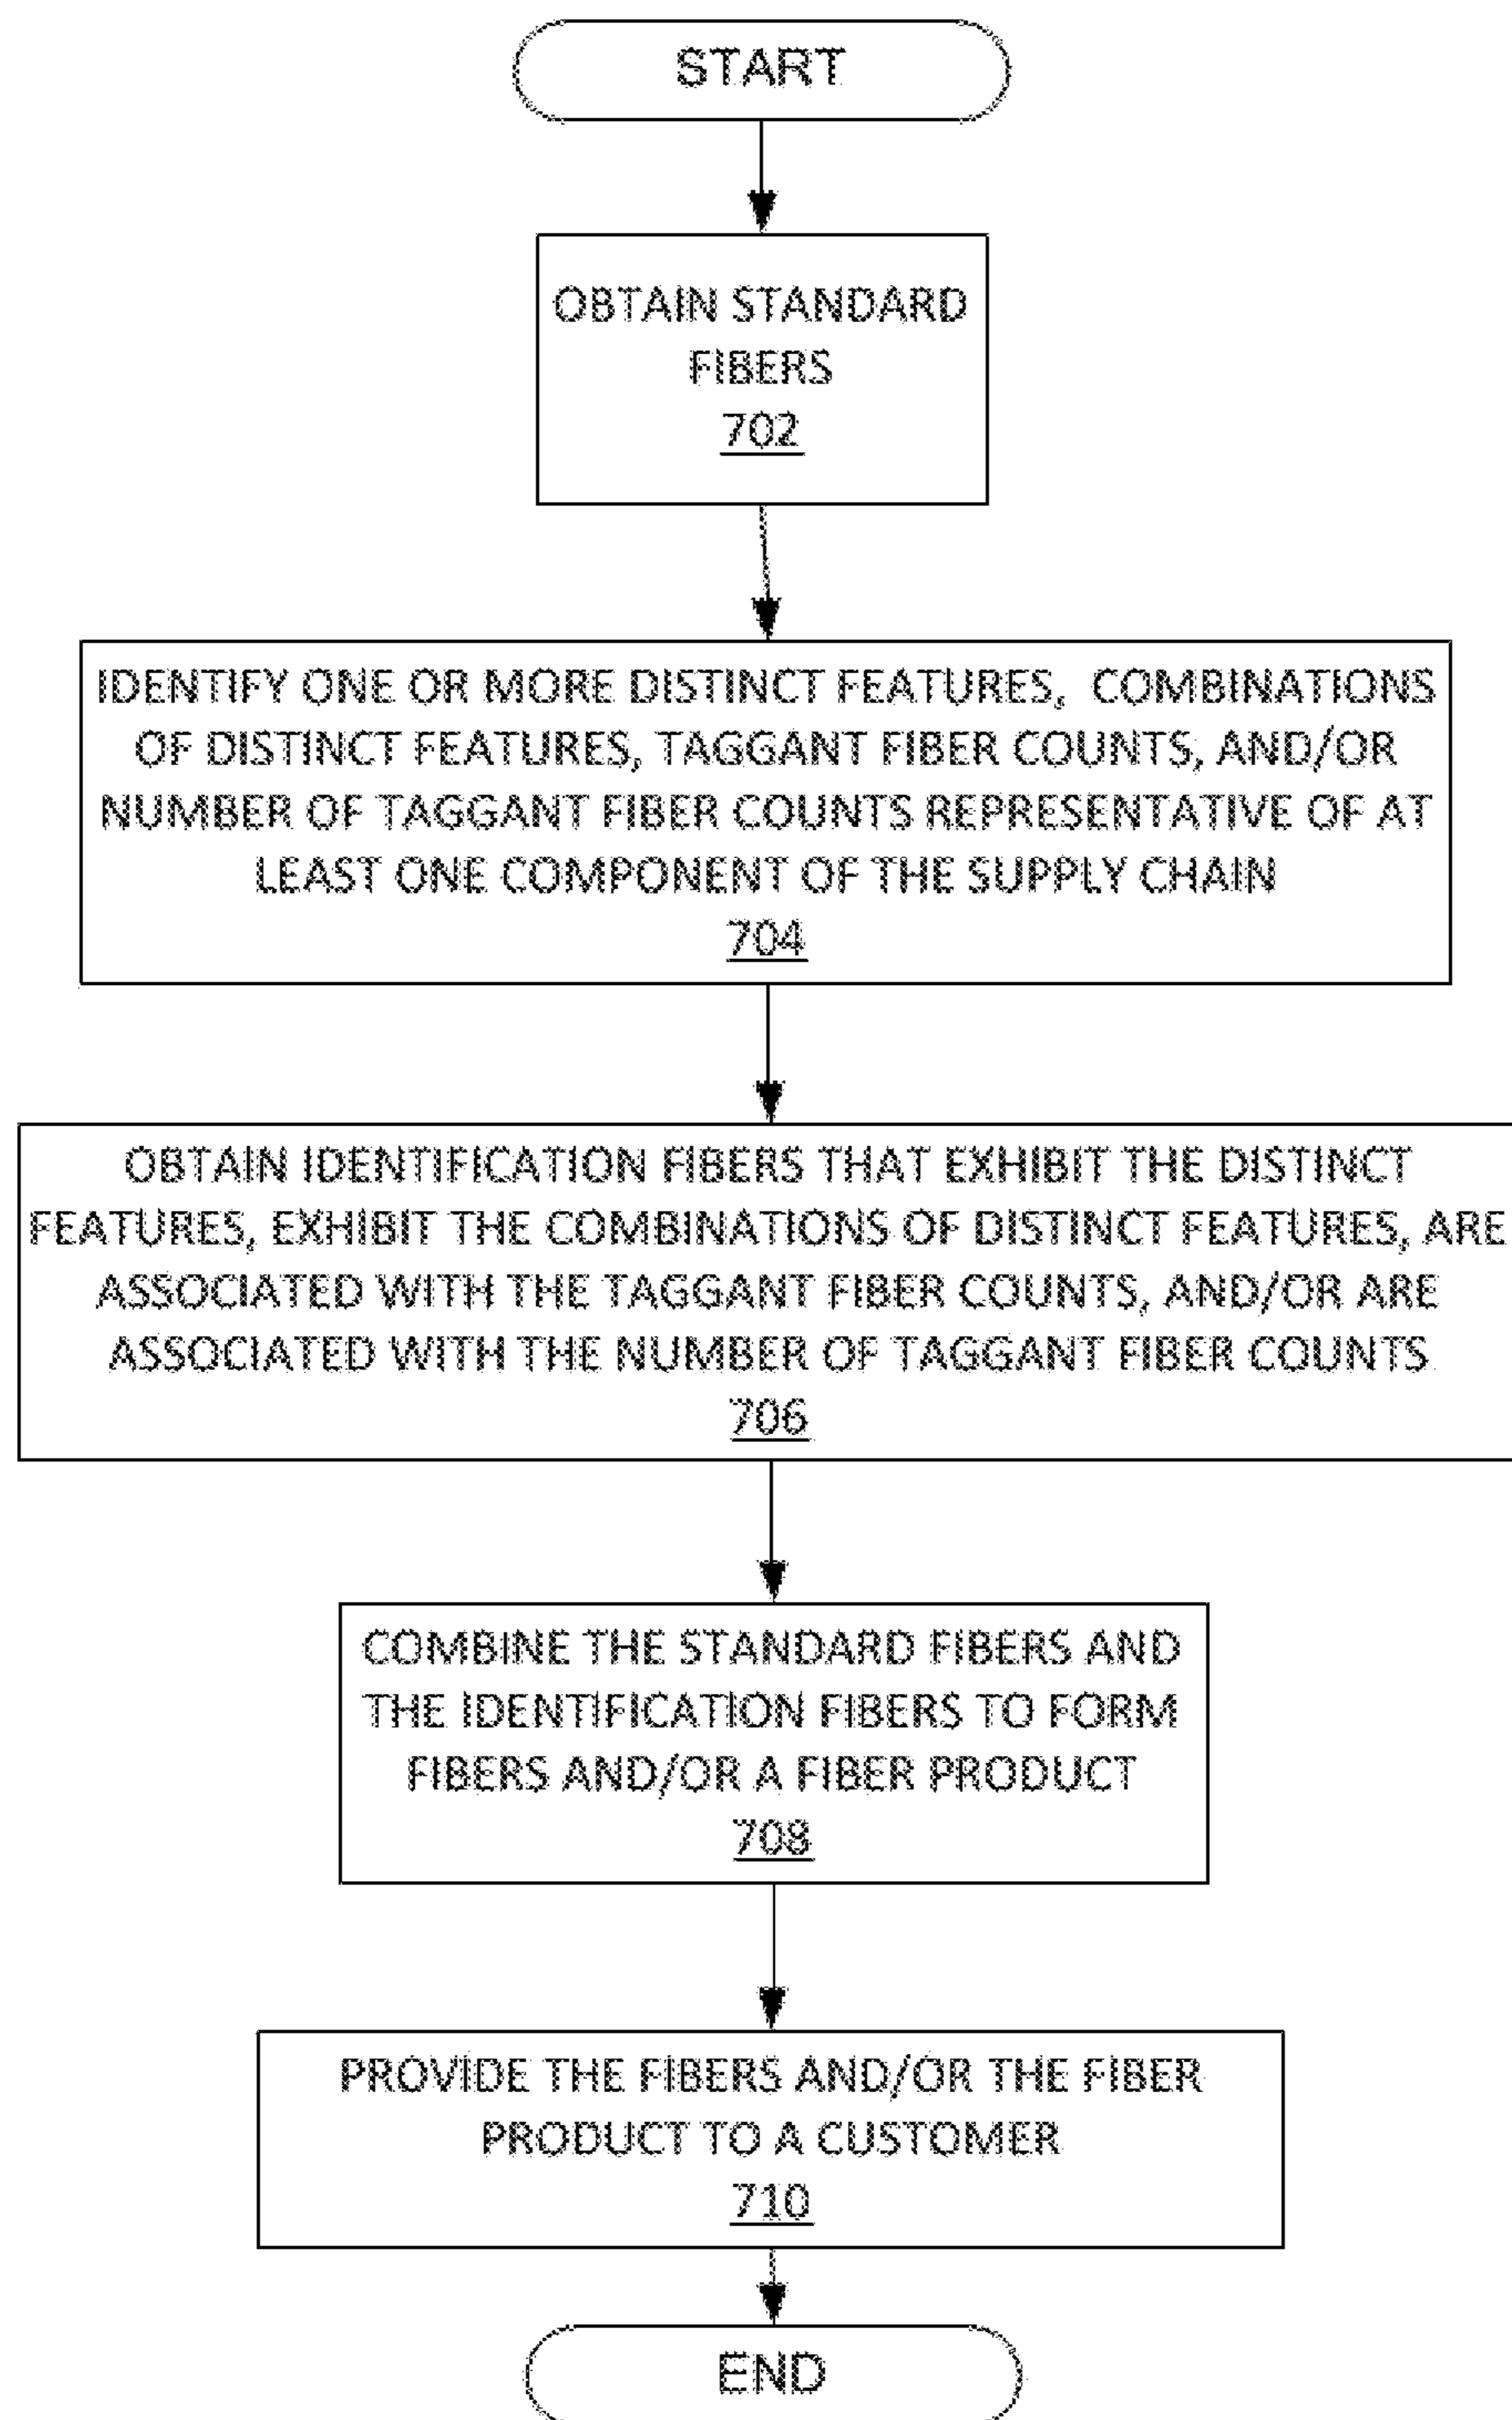 START
OBTAIN STANDARD
FIBERS
702
IDENTIFY ONE OR MORE DISTINCT FEATURES, COMBINATIONS
OF DISTINCT FEATURES, TAGGANT FIBER COUNTS, AND/OR
NUMBER OF TAGGANT FIBER COUNTS REPRESENTATIVE OF AT
LEAST ONE COMPONENT OF THE SUPPLY CHAIN
704
OBTAIN IDENTIFICATION FIBERS THAT EXHIBIT THE DISTINCT
FEATURES, EXHIBIT THE COMBINATIONS OF DISTINCT FEATURES, ARE
ASSOCIATED WITH THE TAGGANT FIBER COUNTS, AND/OR ARE
ASSOCIATED WITH THE NUMBER OF TAGGANT FIBER COUNTS
706
COMBINE THE STANDARD FIBERS AND
THE IDENTIFICATION FIBERS TO FORM
FIBERS AND/OR A FIBER PRODUCT
708
PROVIDE THE FIBERS AND/OR THE FIBER
PRODUCT TO A CUSTOMER
710
END